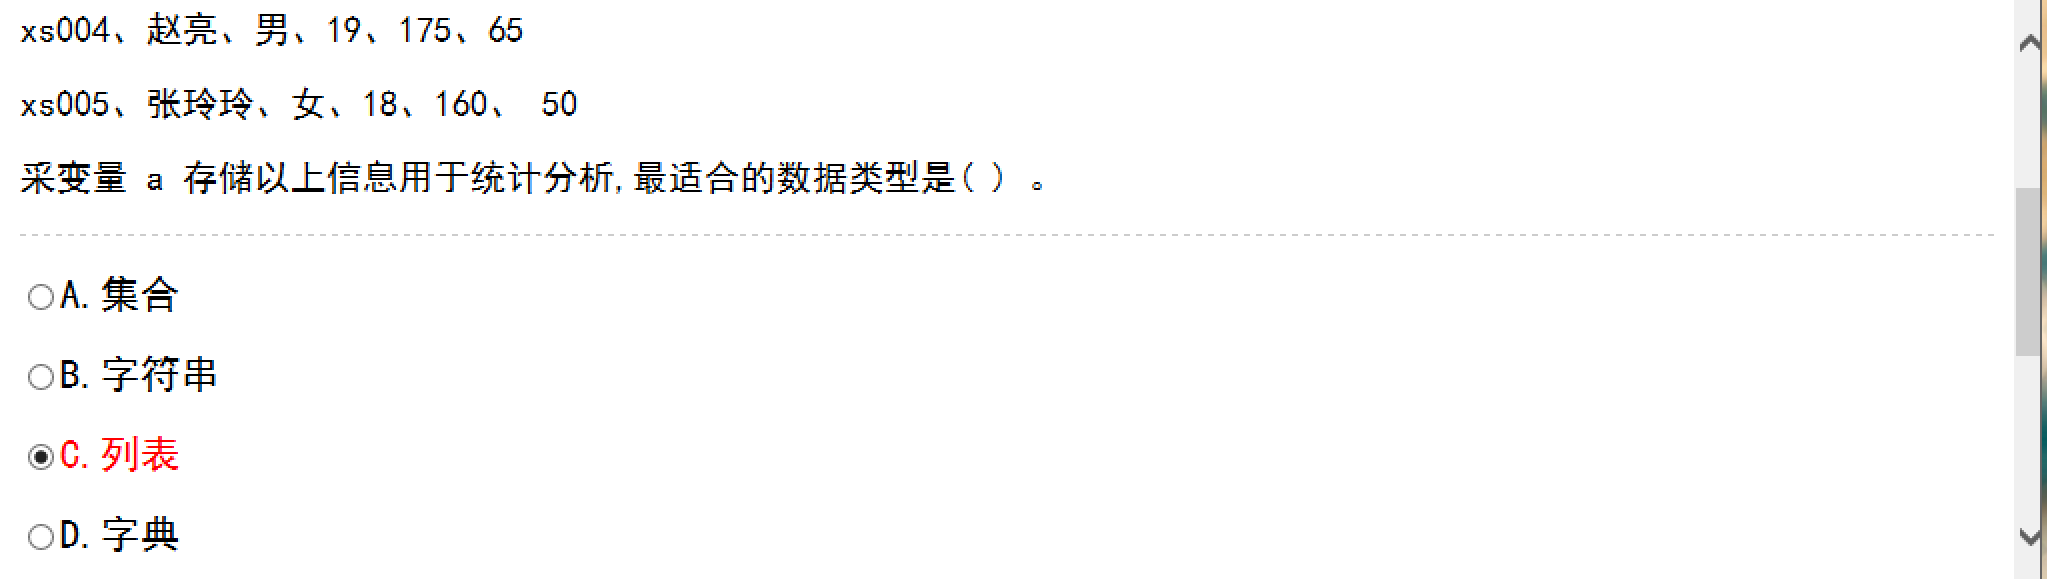 xs004、赵亮、男、19、175、65
xs005、张玲玲、女、18、160、 50
采变量 a 存储以上信息用于统计分析,最适合的数据类型是( ) 。
A. 集合
B. 字符串
C. 列表
D. 字典